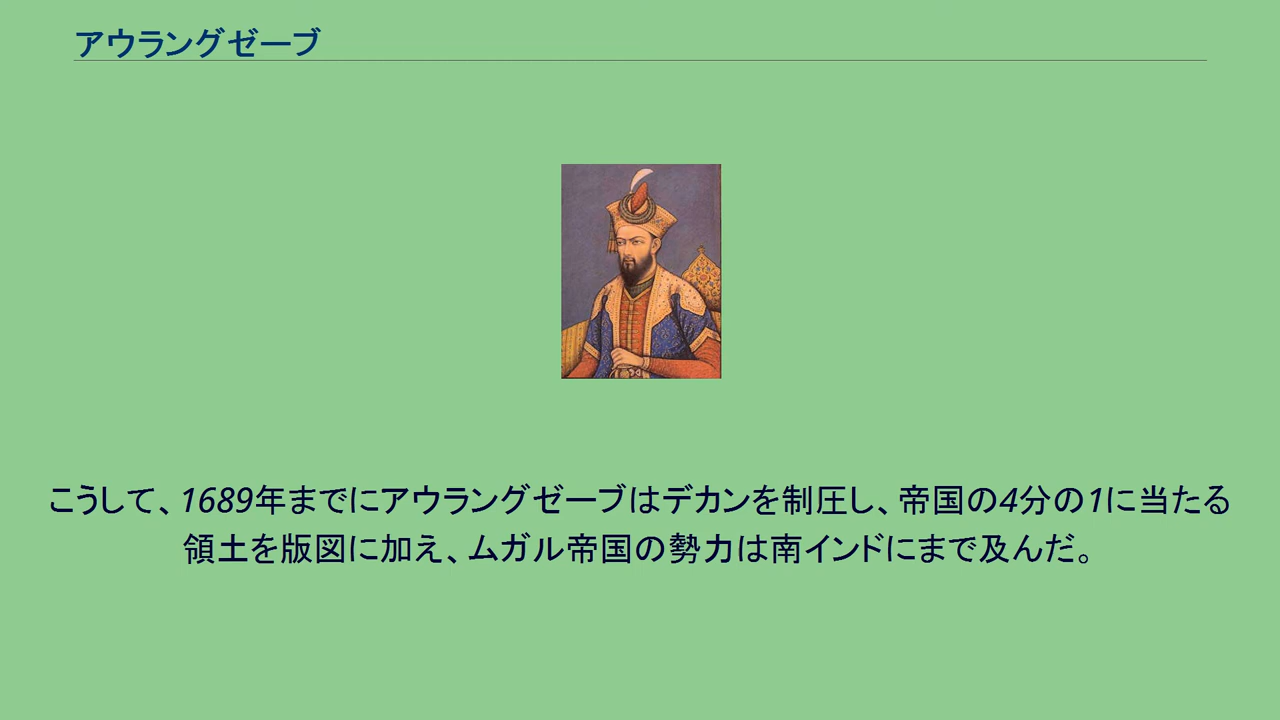 アウラングゼーブ
こうして、1689年までにアウラングゼーブはデカンを制圧し、帝国の4分の1に当たる
領土を版図に加え、ムガル帝国の勢力は南インドにまで及んだ。